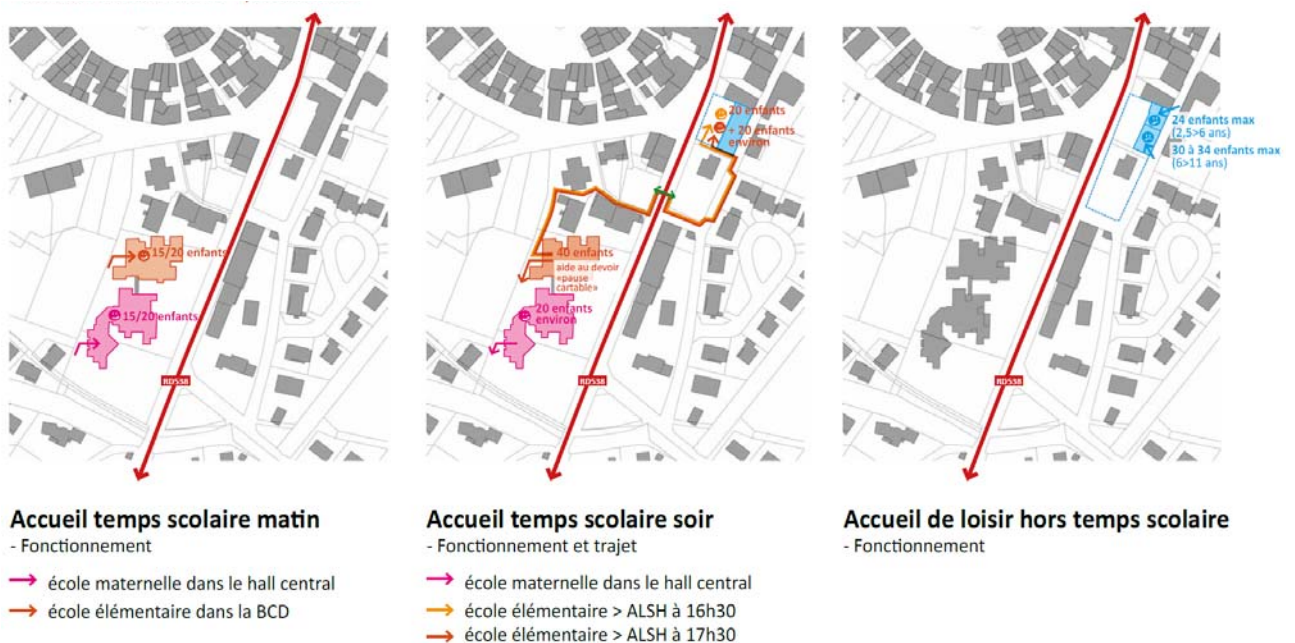 15/20 enfants
15/20 enfants
RD538
Accueil temps scolaire matin
- Fonctionnement
école maternelle dans le hall central
école élémentaire dans la BCD
20 enfants
+ 20 enfants
environ
40 enfants
aide au devoir
«pause
cartable»
20 enfants
environ
RD538
Accueil temps scolaire soir
- Fonctionnement et trajet
école maternelle dans le hall central
école élémentaire > ALSH à 16h30
école élémentaire > ALSH à 17h30
24 enfants max
(2,5>6 ans)
30 à 34 enfants max
(6>11 ans)
RD538
Accueil de loisir hors temps scolaire
- Fonctionnement